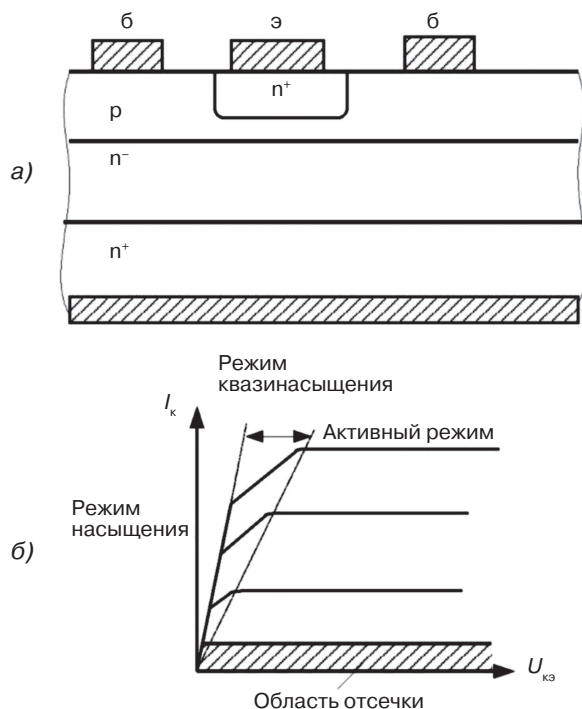 б э б
n⁺
p
n⁻
а)
n⁺
Режим
квазинасыщения
Iк
Активный режим
Режим
насыщения
б)
Uкэ
Область отсечки